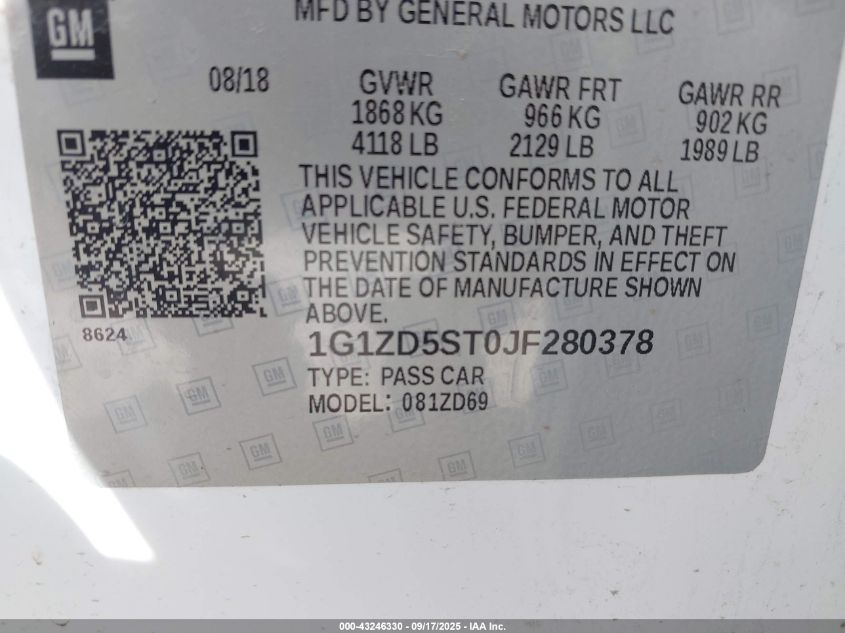 GM
MFD BY GENERAL MOTORS LLC
08/18 GVWR GAWR FRT GAWR RR
1868 KG 966 KG 902 KG
4118 LB 2129 LB 1989 LB
THIS VEHICLE CONFORMS TO ALL
APPLICABLE U.S. FEDERAL MOTOR
VEHICLE SAFETY, BUMPER, AND THEFT
PREVENTION STANDARDS IN EFFECT ON
THE DATE OF MANUFACTURE SHOWN
ABOVE.
8624
1G1ZD5ST0JF280378
TYPE: PASS CAR
MODEL: 081ZD69
000-43246330 - 09/17/2025 - IAA Inc.